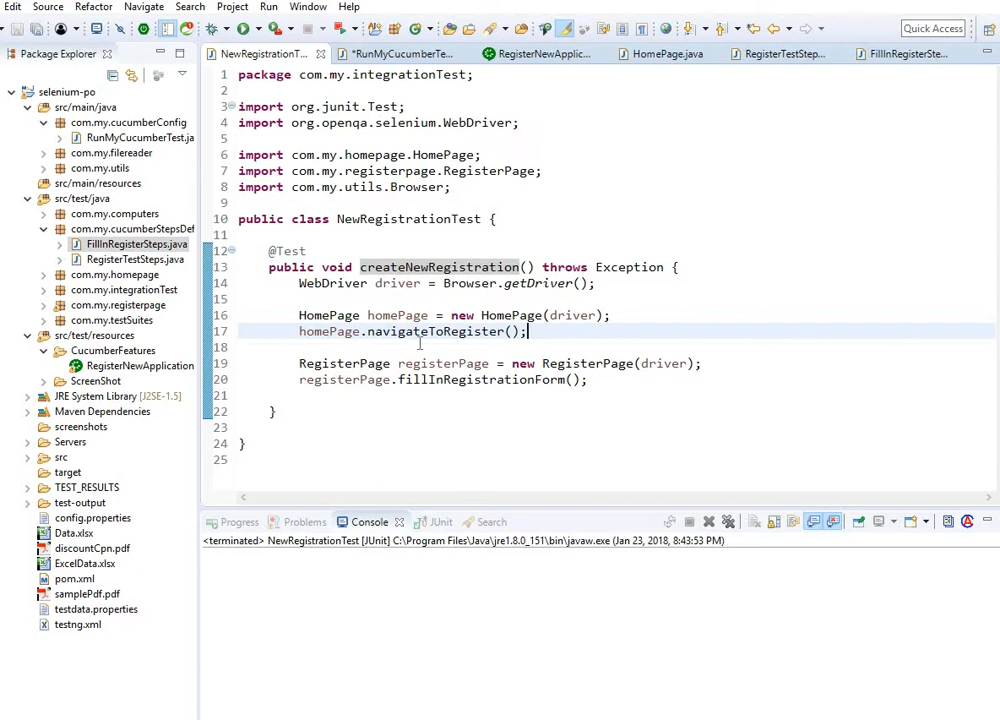 Edit Source Refactor Navigate Search Project Run Window Help
Quick Access
Package Explorer
NewRegistrationT...
*RunMyCucumberTe...
RegisterNewApplic...
HomePage.java
RegisterTestStep...
FillInRegisterSte...
selenium-po
src/main/java
com.my.cucumberConfig
RunMyCucumberTest.ja
com.my.filereader
com.my.utils
src/main/resources
src/test/java
com.my.computers
com.my.cucumberStepsDef
FillInRegisterSteps.java
RegisterTestSteps.java
com.my.homepage
com.my.integrationTest
com.my.registerpage
com.my.testSuites
src/test/resources
CucumberFeatures
RegisterNewApplication
ScreenShot
JRE System Library [J2SE-1.5]
Maven Dependencies
screenshots
Servers
src
target
TEST_RESULTS
test-output
config.properties
Data.xlsx
discountCpn.pdf
ExcelData.xlsx
pom.xml
samplePdf.pdf
testdata.properties
testng.xml
1 package com.my.integrationTest;
2
3 import org.junit.Test;
4 import org.openqa.selenium.WebDriver;
5
6 import com.my.homepage.HomePage;
7 import com.my.registerpage.RegisterPage;
8 import com.my.utils.Browser;
9
10 public class NewRegistrationTest {
11
12 @Test
13 public void createNewRegistration() throws Exception {
14 WebDriver driver = Browser.getDriver();
15
16 HomePage homePage = new HomePage(driver);
17 homePage.navigateToRegister();
18
19 RegisterPage registerPage = new RegisterPage(driver);
20 registerPage.fillInRegistrationForm();
21
22 }
23
24 }
25
Progress Problems Console JUnit Search
<terminated> NewRegistrationTest [JUnit] C:\Program Files\Java\jre1.8.0_151\bin\javaw.exe (Jan 23, 2018, 8:43:53 PM)